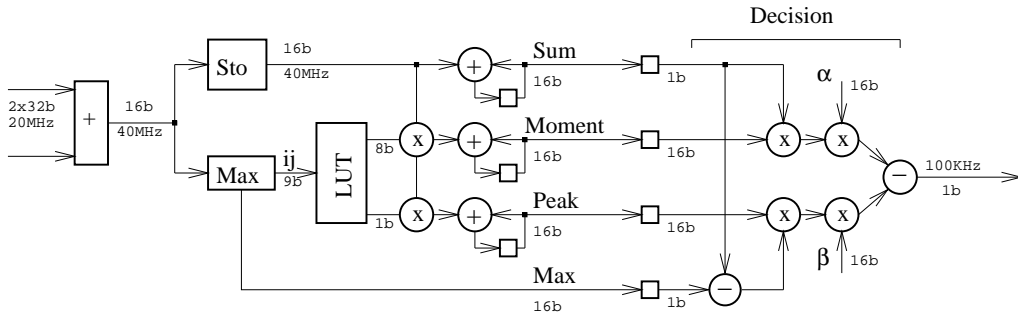 Decision
16b
Sum
Sto
40MHz
+
16b
1b
α
16b
2x32b
20MHz
+
16b
40MHz
Moment
ij
8b
x
+
16b
16b
x
x
Max
9b
LUT
100KHz
−
1b
Peak
1b
x
+
16b
16b
x
x
β
16b
Max
16b
1b
−